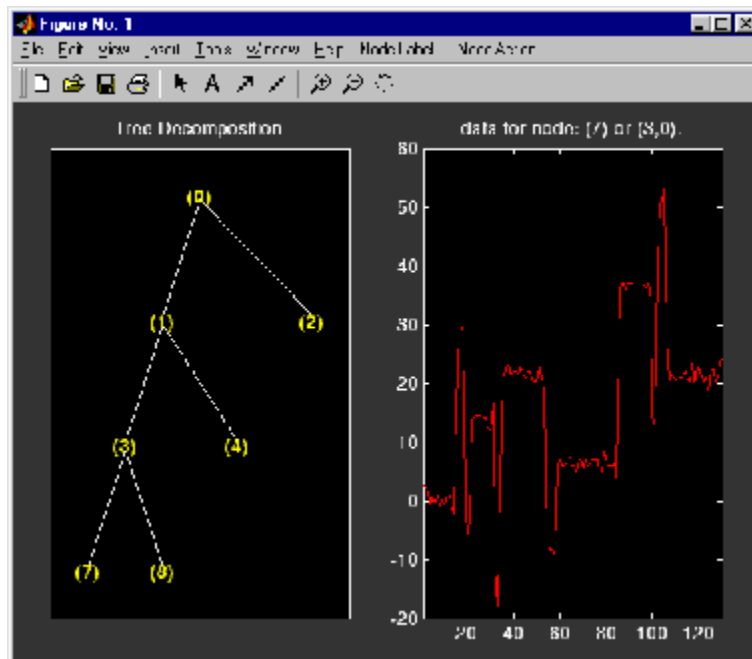 Figure No. 1
File Edit View Insert Tools Window Help Node Label Node Action
A
Tree Decomposition
(0)
(1)
(2)
(3)
(4)
(7)
(8)
data for node: (7) or (3,0).
60
50
40
30
20
10
0
-10
-20
20 40 60 80 100 120